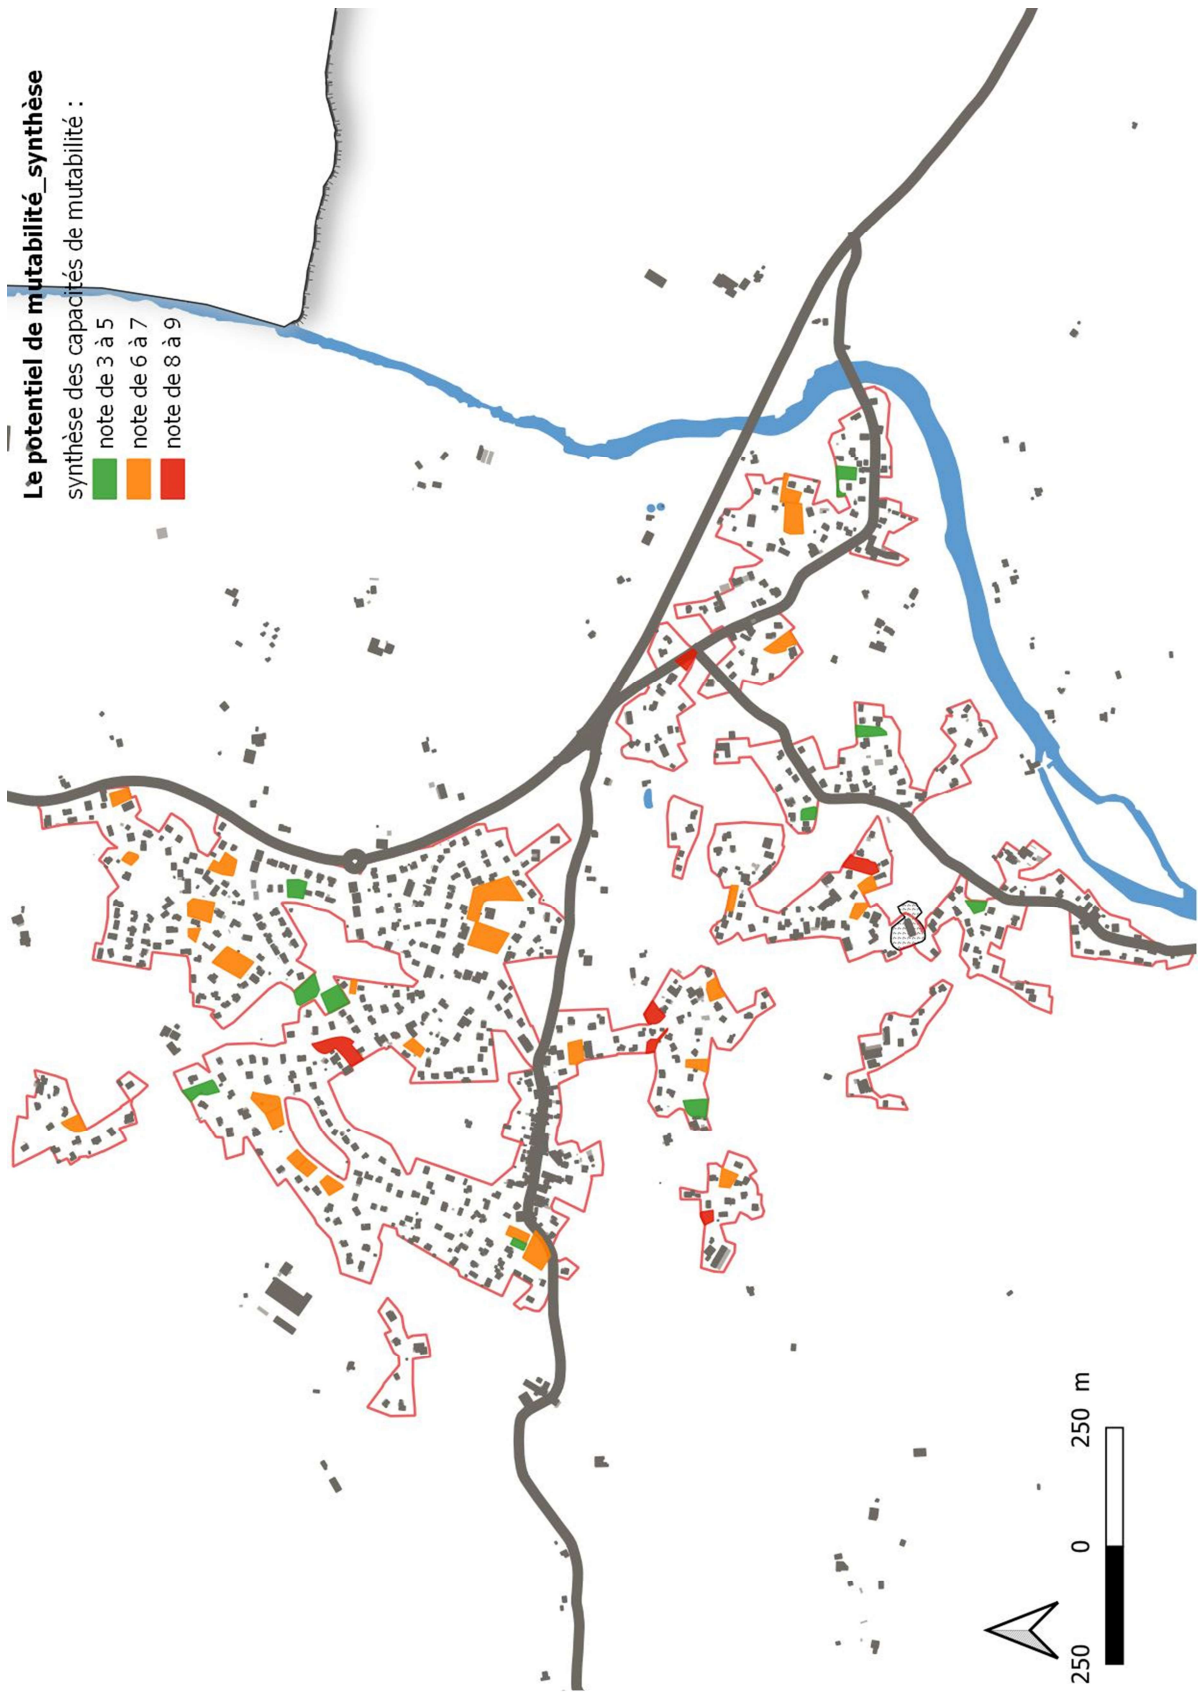 Le potentiel de mutabilité_synthèse
synthèse des capacités de mutabilité :
note de 3 à 5
note de 6 à 7
note de 8 à 9
250 0 250 m